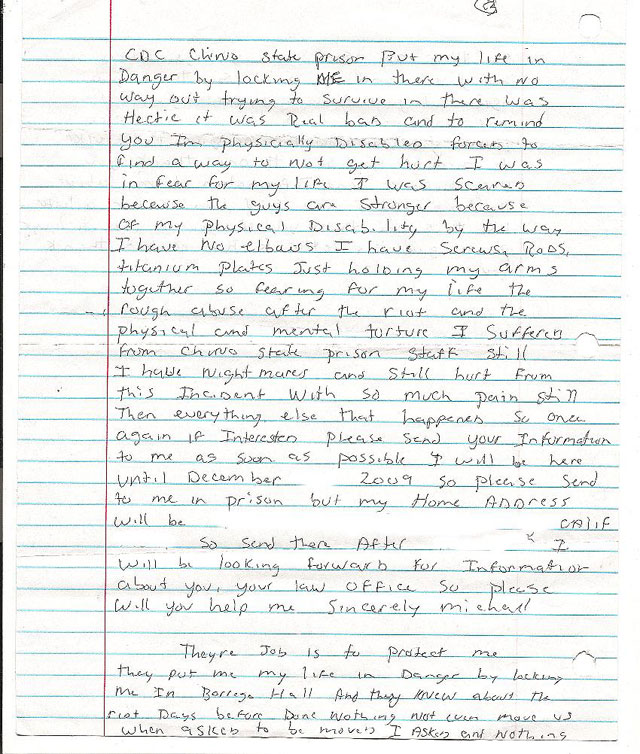 CDC Chino state prison Put my life in
Danger by locking ME in there with no
way out trying to survive in there was
Hectic it was Real bad and to remind
you Im physicially Disabled forced to
find a way to not get hurt I was
in fear for my life I was scared
because the guys are stronger because
of my physical Disability by the way
I have no elbows I have screws, Rods,
titanium plates Just holding my arms
together so fearing for my life the
rough abuse after the riot and the
physical and mental torture I Suffered
from Chino state prison staff still
I have nightmares and still hurt from
this Incident with so much pain still
Then everything else that happened so once
again if Interested please send your Information
to me as soon as possible I will be here
until December 2009 so please send
to me in prison but my Home ADDRESS
will be CALIF
So send there After I
will be looking forward for Information
about you, your law office so please
will you help me Sincerely michall
Theyre Job is to protect me
they put me my life in Danger by locking
me In Borrego Hall And they knew about the
riot Days before Done nothing not even move us
when asked to be moved I Asked and nothing